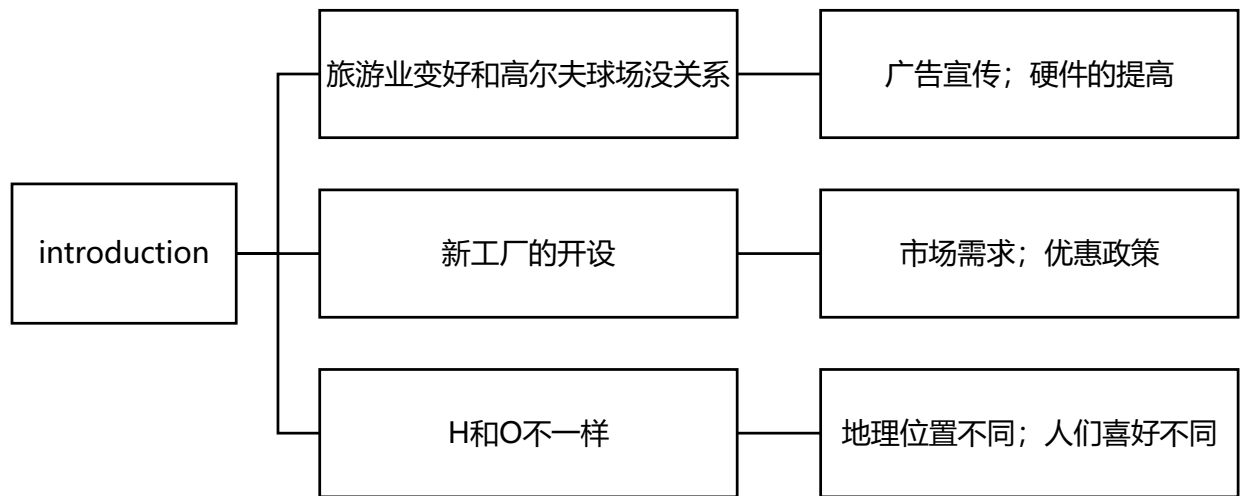 introduction
旅游业变好和高尔夫球场没关系
广告宣传；硬件的提高
新工厂的开设
市场需求；优惠政策
H和O不一样
地理位置不同；人们喜好不同